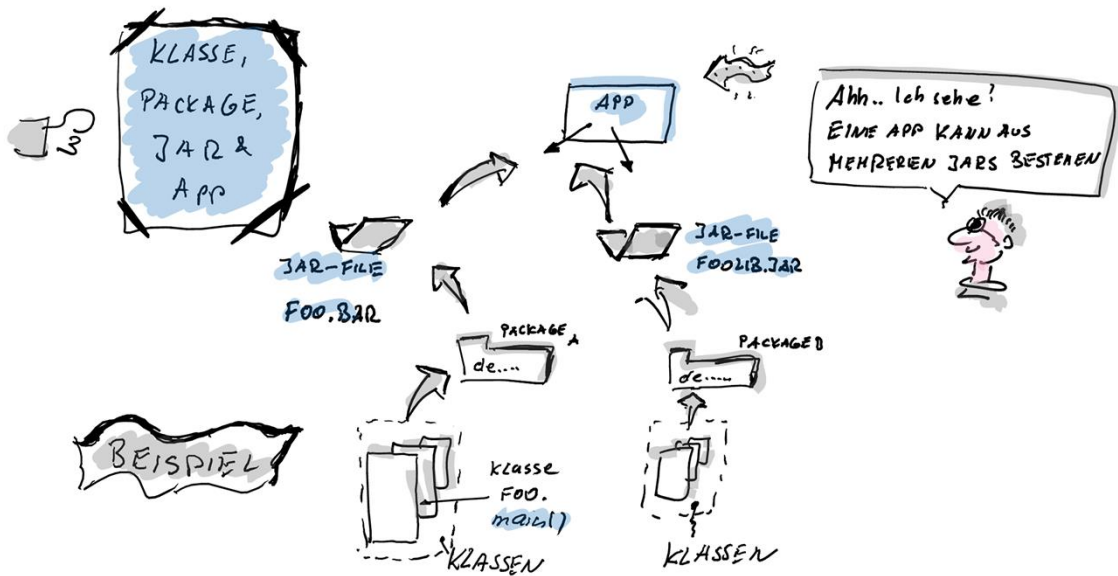 KLASSE,
PACKAGE,
JAR &
APP
APP
Ahh.. Ich sehe!
EINE APP KANN AUS
MEHREREN JARS BESTEHEN
JAR-FILE
FOO.BAR
JAR-FILE
FOOLIB.JAR
PACKAGE A
de....
PACKAGE B
de.....
BEISPIEL
KLASSE
FOO.
main()
KLASSEN
KLASSEN